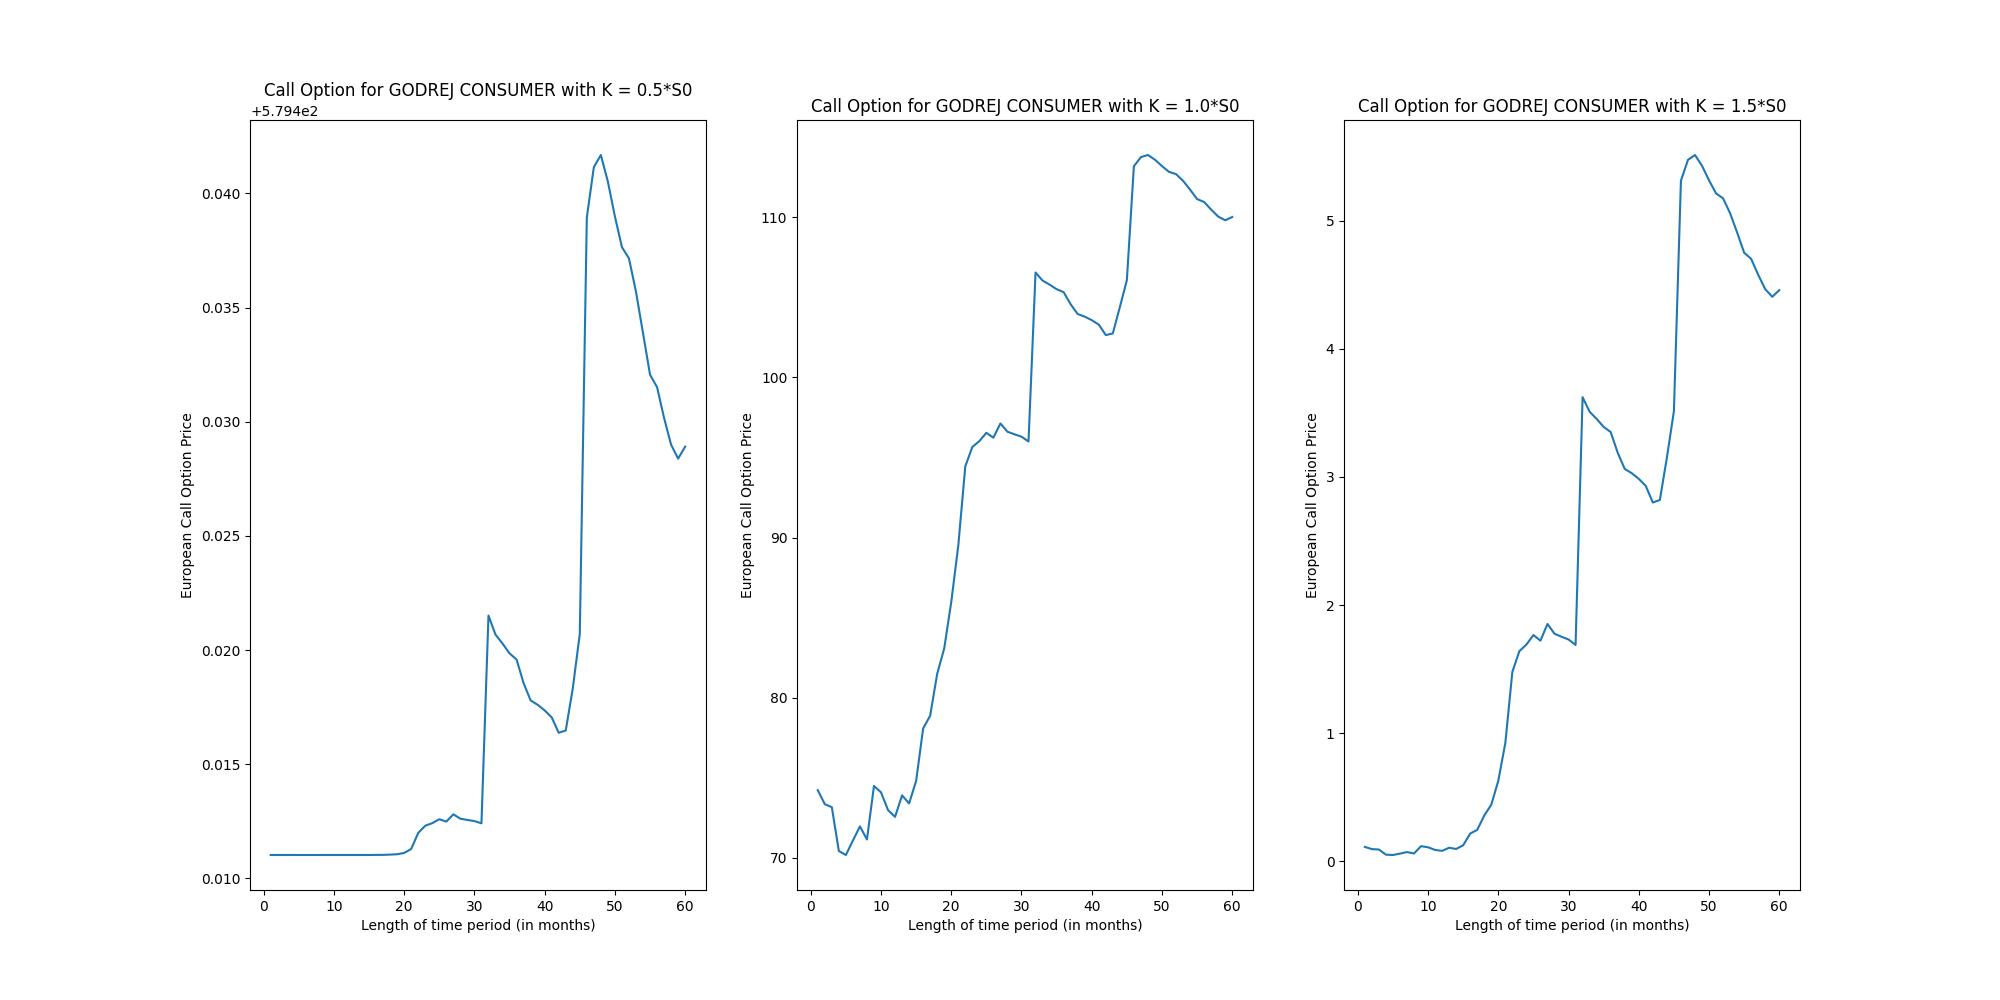 Call Option for GODREJ CONSUMER with K = 0.5*S0
+5.794e2
0.040
0.035
0.030
0.025
0.020
0.015
0.010
European Call Option Price
0 10 20 30 40 50 60
Length of time period (in months)
Call Option for GODREJ CONSUMER with K = 1.0*S0
110
100
90
80
70
European Call Option Price
0 10 20 30 40 50 60
Length of time period (in months)
Call Option for GODREJ CONSUMER with K = 1.5*S0
5
4
3
2
1
0
European Call Option Price
0 10 20 30 40 50 60
Length of time period (in months)